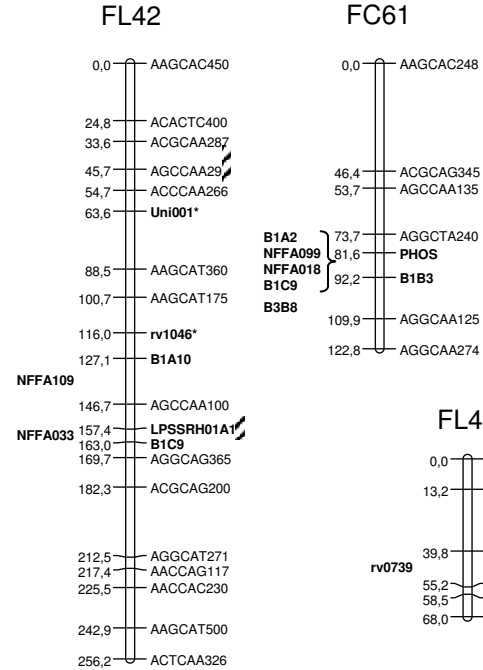 FL42
0,0 AAGCAC450
24,8 ACACTC400
33,6 ACGCAA287
45,7 AGCCAA29
54,7 ACCCAA266
63,6 Uni001*
88,5 AAGCAT360
100,7 AAGCAT175
116,0 rv1046*
127,1 B1A10
NFFA109
146,7 AGCCAA100
NFFA033 157,4 LPSSRH01A1
163,0 B1C9
169,7 AGGCAG365
182,3 ACGCAG200
212,5 AGGCAT271
217,4 AACCAG117
225,5 AACCAC230
242,9 AAGCAT500
256,2 ACTCAA326
FC61
0,0 AAGCAC248
46,4 ACGCAG345
53,7 AGCCAA135
B1A2 73,7 AGGCTA240
NFFA099 81,6 PHOS
NFFA018
B1C9 92,2 B1B3
B3B8
109,9 AGGCAA125
122,8 AGGCAA274
FL4
0,0
13,2
39,8
rv0739
55,2
58,5
68,0